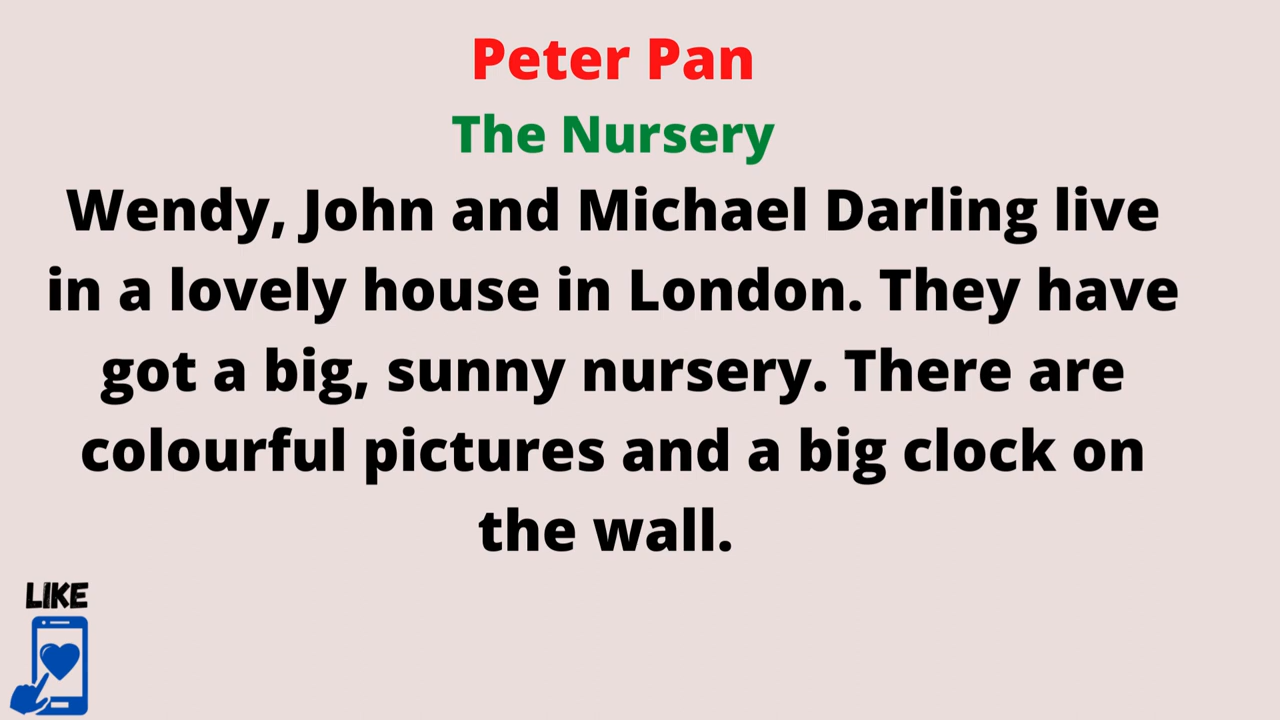 Peter Pan
The Nursery
Wendy, John and Michael Darling live
in a lovely house in London. They have
got a big, sunny nursery. There are
colourful pictures and a big clock on
the wall.
LIKE